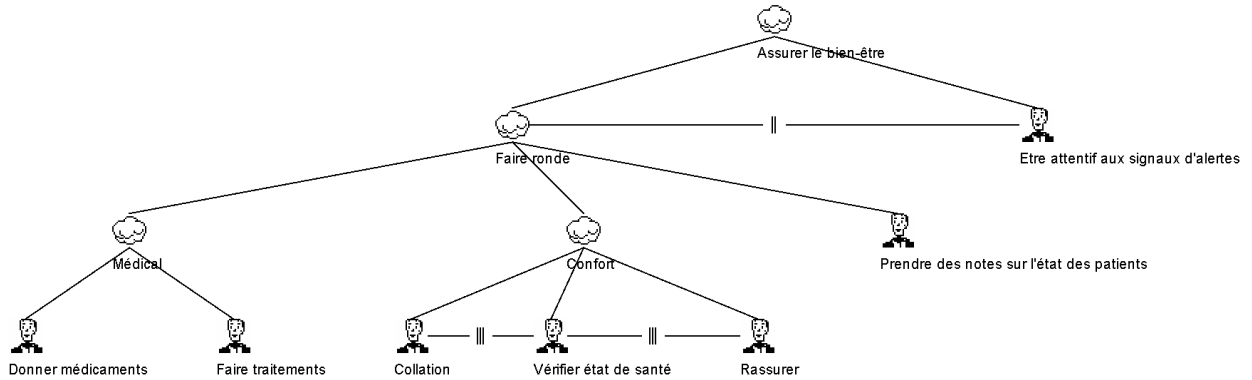 Assurer le bien-être
||
Faire ronde
Etre attentif aux signaux d'alertes
Médical
Confort
Prendre des notes sur l'état des patients
||| |||
Donner médicaments
Faire traitements
Collation
Vérifier état de santé
Rassurer